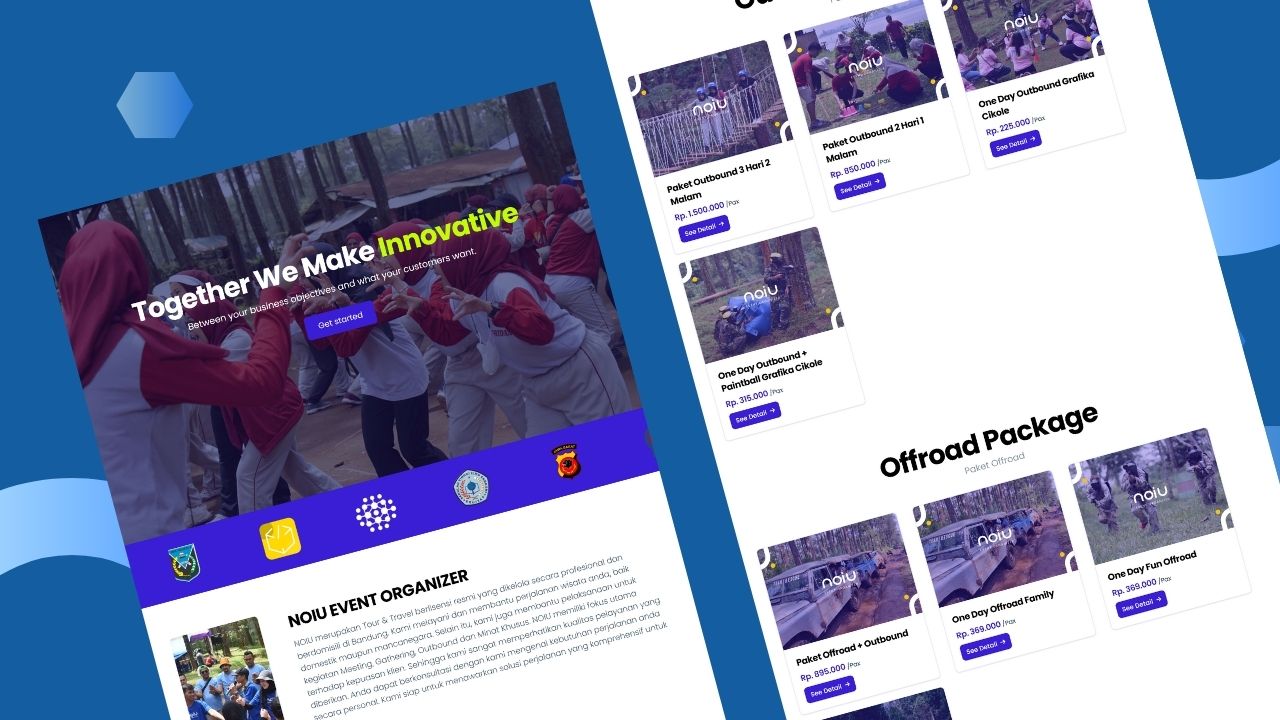 Together We Make Innovative
Between your business objectives and what your customers want.
Get started
NOIU EVENT ORGANIZER
NOIU merupakan Tour & Travel berlisensi resmi yang dikelola secara profesional dan
berdomisili di Bandung. Kami melayani dan membantu perjalanan wisata anda, baik
domestik maupun mancanegara. Selain itu, kami juga membantu pelaksanaan untuk
kegiatan Meeting, Gathering, Outbound dan Minat Khusus. NOIU memiliki fokus utama
terhadap kepuasan klien. Sehingga kami sangat memperhatikan kualitas pelayanan yang
diberikan. Anda dapat berkonsultasi dengan kami mengenai kebutuhan perjalanan anda
secara personal. Kami siap untuk menawarkan solusi perjalanan yang komprehensif untuk
noiu
Paket Outbound 3 Hari 2
Malam
Rp. 1.500.000 /Pax
See Detail →
noiu
Paket Outbound 2 Hari 1
Malam
Rp. 850.000 /Pax
See Detail →
noiu
One Day Outbound Grafika
Cikole
Rp. 225.000 /Pax
See Detail →
noiu
One Day Outbound +
Paintball Grafika Cikole
Rp. 315.000 /Pax
See Detail →
Offroad Package
Paket Offroad
noiu
Paket Offroad + Outbound
Rp. 895.000 /Pax
See Detail →
noiu
One Day Offroad Family
Rp. 369.000 /Pax
See Detail →
noiu
One Day Fun Offroad
Rp. 369.000 /Pax
See Detail →